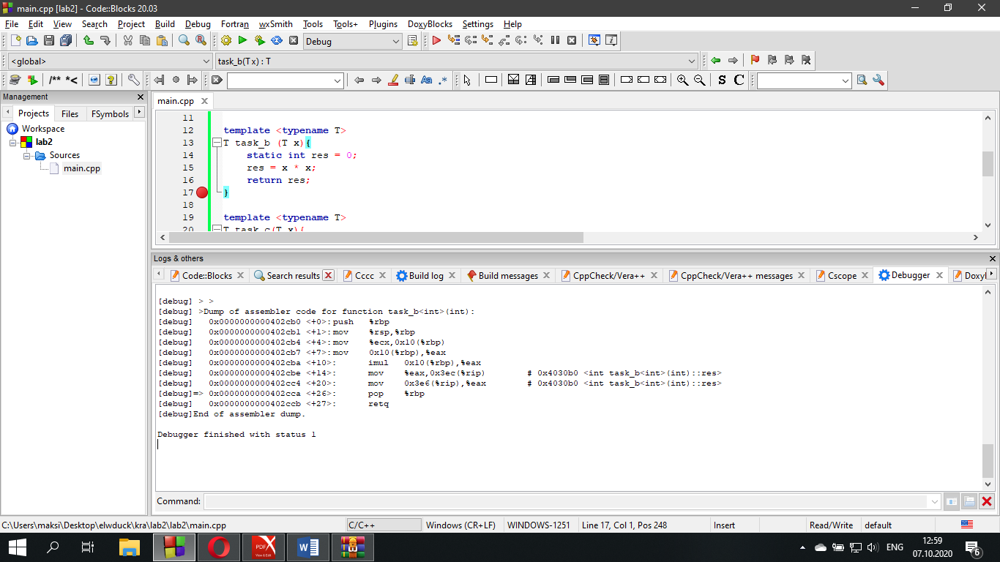 main.cpp [lab2] - Code::Blocks 20.03
File Edit View Search Project Build Debug Fortran wxSmith Tools Tools+ Plugins DoxyBlocks Settings Help
Debug
<global> task_b(T x) : T
/** *< Aa .* S C
Management
main.cpp
Projects Files FSymbols
Workspace
lab2
Sources
main.cpp
11
12 template <typename T>
13 T task_b (T x){
14 static int res = 0;
15 res = x * x;
16 return res;
17 }
18
19 template <typename T>
20 T task_c(T x){
Logs & others
Code::Blocks Search results Cccc Build log Build messages CppCheck/Vera++ CppCheck/Vera++ messages Cscope Debugger Doxyl
[debug] > >
[debug] >Dump of assembler code for function task_b<int>(int):
[debug] 0x0000000000402cb0 <+0>: push %rbp
[debug] 0x0000000000402cb1 <+1>: mov %rsp,%rbp
[debug] 0x0000000000402cb4 <+4>: mov %ecx,0x10(%rbp)
[debug] 0x0000000000402cb7 <+7>: mov 0x10(%rbp),%eax
[debug] 0x0000000000402cba <+10>: imul 0x10(%rbp),%eax
[debug] 0x0000000000402cbe <+14>: mov %eax,0x3ec(%rip) # 0x4030b0 <int task_b<int>(int)::res>
[debug] 0x0000000000402cc4 <+20>: mov 0x3e6(%rip),%eax # 0x4030b0 <int task_b<int>(int)::res>
[debug]=> 0x0000000000402cca <+26>: pop %rbp
[debug] 0x0000000000402ccb <+27>: retq
[debug]End of assembler dump.
Debugger finished with status 1
Command:
C:\Users\maksi\Desktop\elwduck\kra\lab2\lab2\main.cpp C/C++ Windows (CR+LF) WINDOWS-1251 Line 17, Col 1, Pos 248 Insert Read/Write default
PDF X View & Edit W ENG 12:59
07.10.2020 6